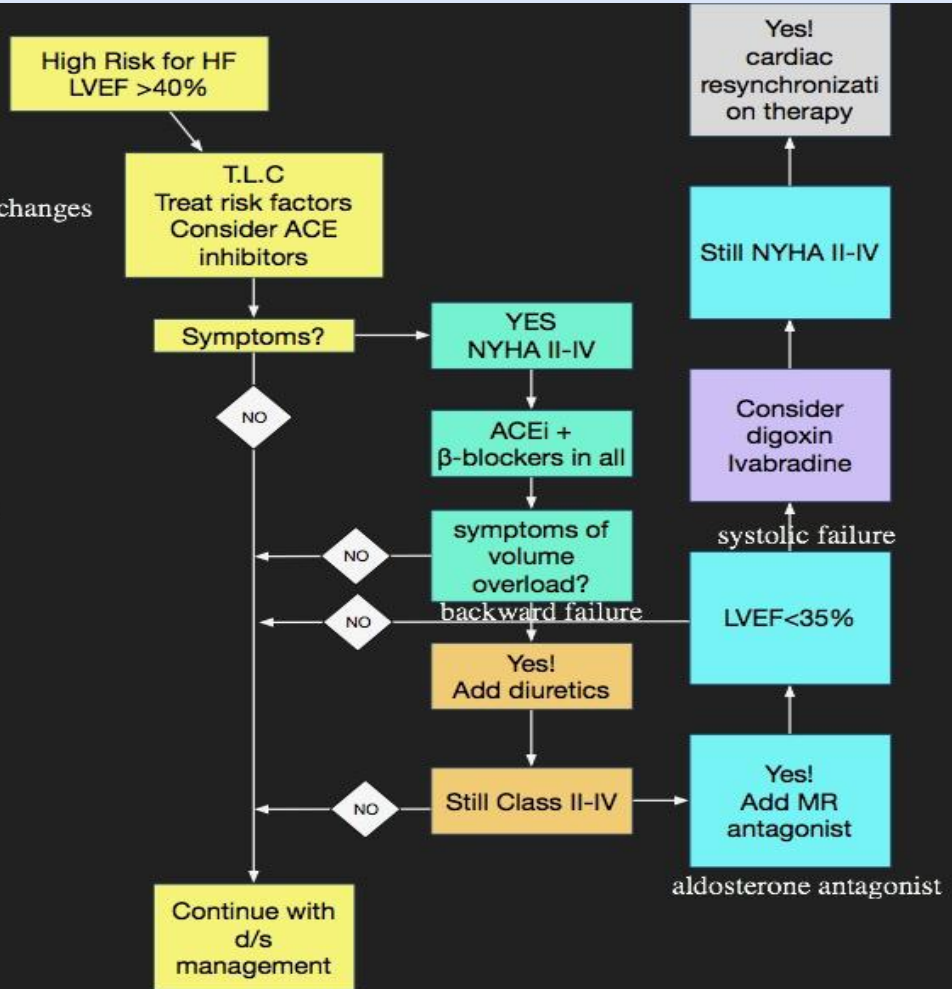 High Risk for HF
LVEF >40%
changes
T.L.C
Treat risk factors
Consider ACE
inhibitors
Symptoms?
NO
YES
NYHA II-IV
ACEi +
β-blockers in all
symptoms of
volume
overload?
NO
backward failure
NO
Yes!
Add diuretics
Still Class II-IV
NO
Continue with
d/s
management
Yes!
Add MR
antagonist
aldosterone antagonist
LVEF<35%
systolic failure
Consider
digoxin
Ivabradine
Still NYHA II-IV
Yes!
cardiac
resynchronizati
on therapy